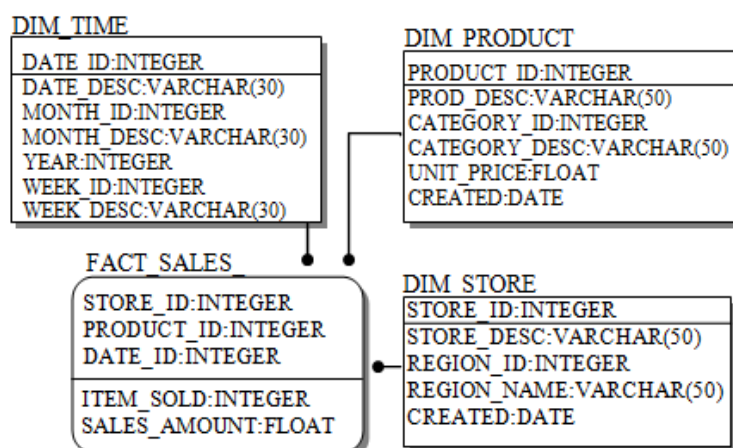 DIM_TIME
DATE_ID:INTEGER
DATE_DESC:VARCHAR(30)
MONTH_ID:INTEGER
MONTH_DESC:VARCHAR(30)
YEAR:INTEGER
WEEK_ID:INTEGER
WEEK_DESC:VARCHAR(30)
DIM_PRODUCT
PRODUCT_ID:INTEGER
PROD_DESC:VARCHAR(50)
CATEGORY_ID:INTEGER
CATEGORY_DESC:VARCHAR(50)
UNIT_PRICE:FLOAT
CREATED:DATE
FACT_SALES_
STORE_ID:INTEGER
PRODUCT_ID:INTEGER
DATE_ID:INTEGER
ITEM_SOLD:INTEGER
SALES_AMOUNT:FLOAT
DIM_STORE
STORE_ID:INTEGER
STORE_DESC:VARCHAR(50)
REGION_ID:INTEGER
REGION_NAME:VARCHAR(50)
CREATED:DATE